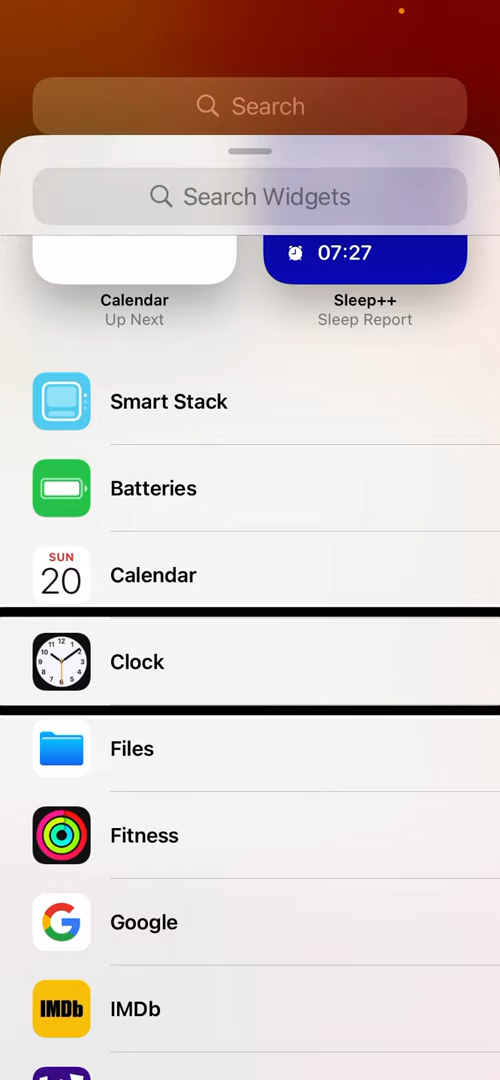 Search
Search Widgets
07:27
Calendar
Up Next
Sleep++
Sleep Report
Smart Stack
Batteries
SUN
20
Calendar
Clock
Files
Fitness
Google
IMDb
IMDb